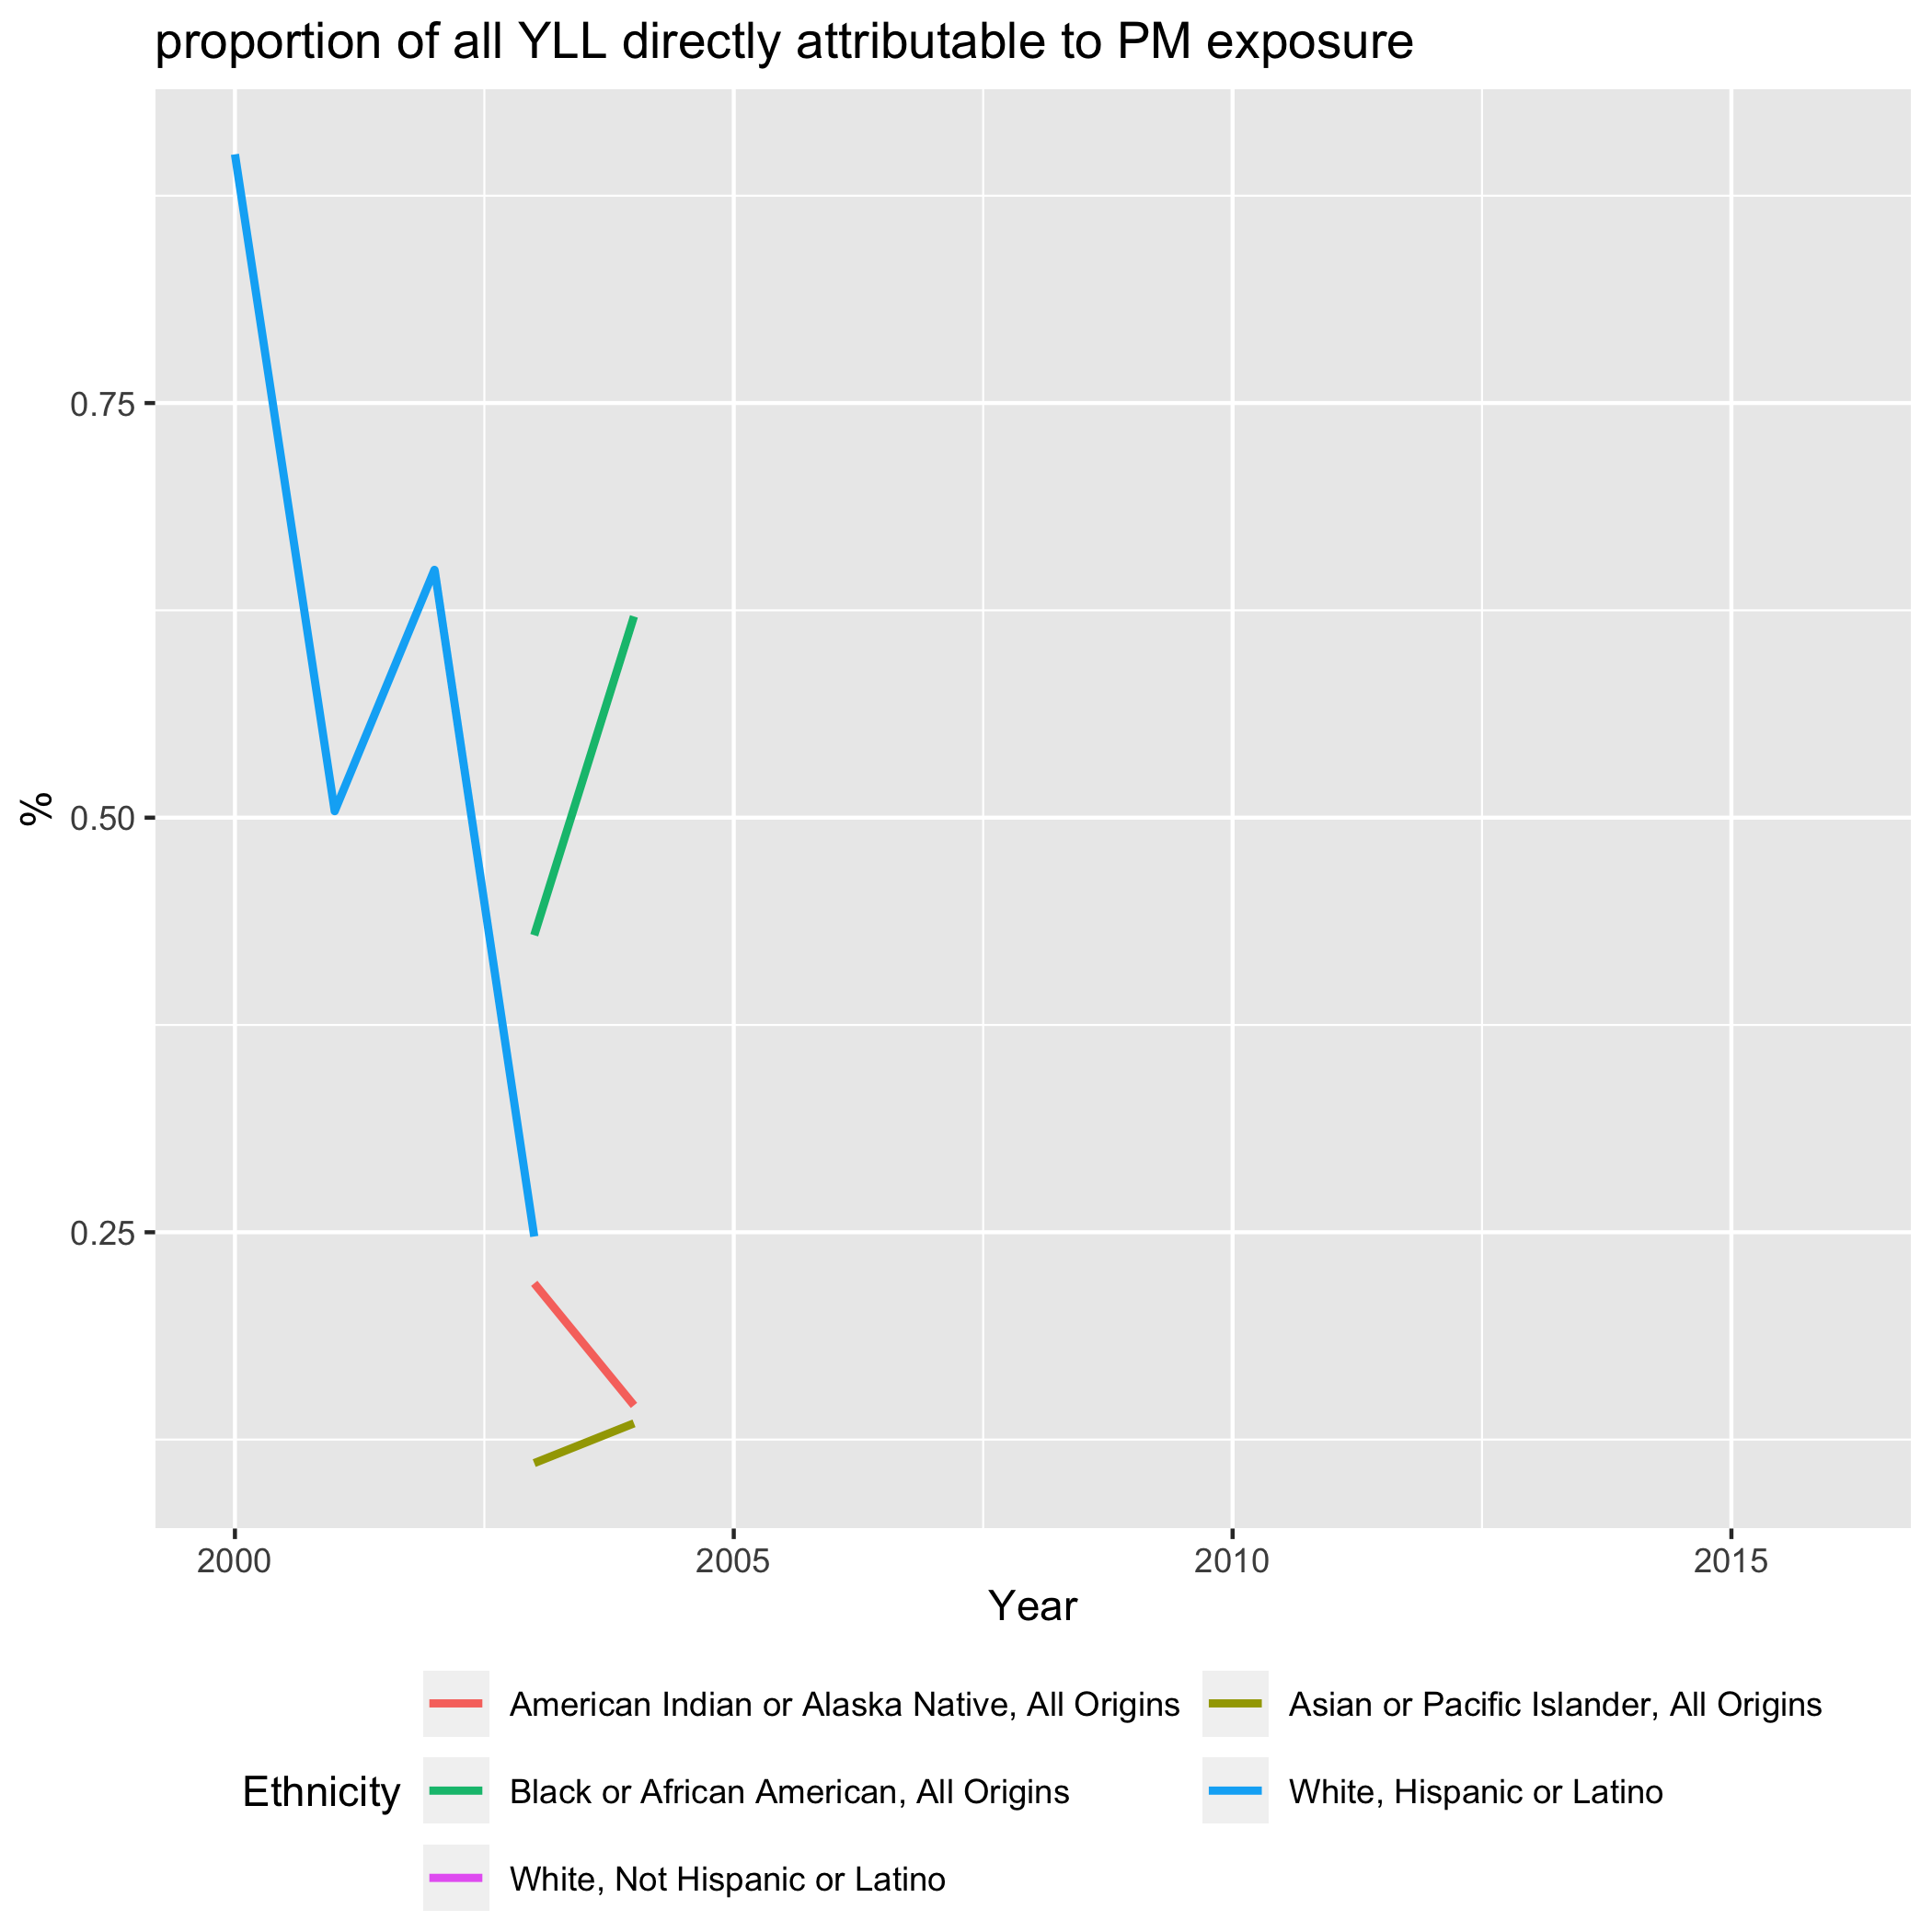 proportion of all YLL directly attributable to PM exposure
%
0.75
0.50
0.25
2000 2005 2010 2015
Year
Ethnicity
American Indian or Alaska Native, All Origins
Asian or Pacific Islander, All Origins
Black or African American, All Origins
White, Hispanic or Latino
White, Not Hispanic or Latino